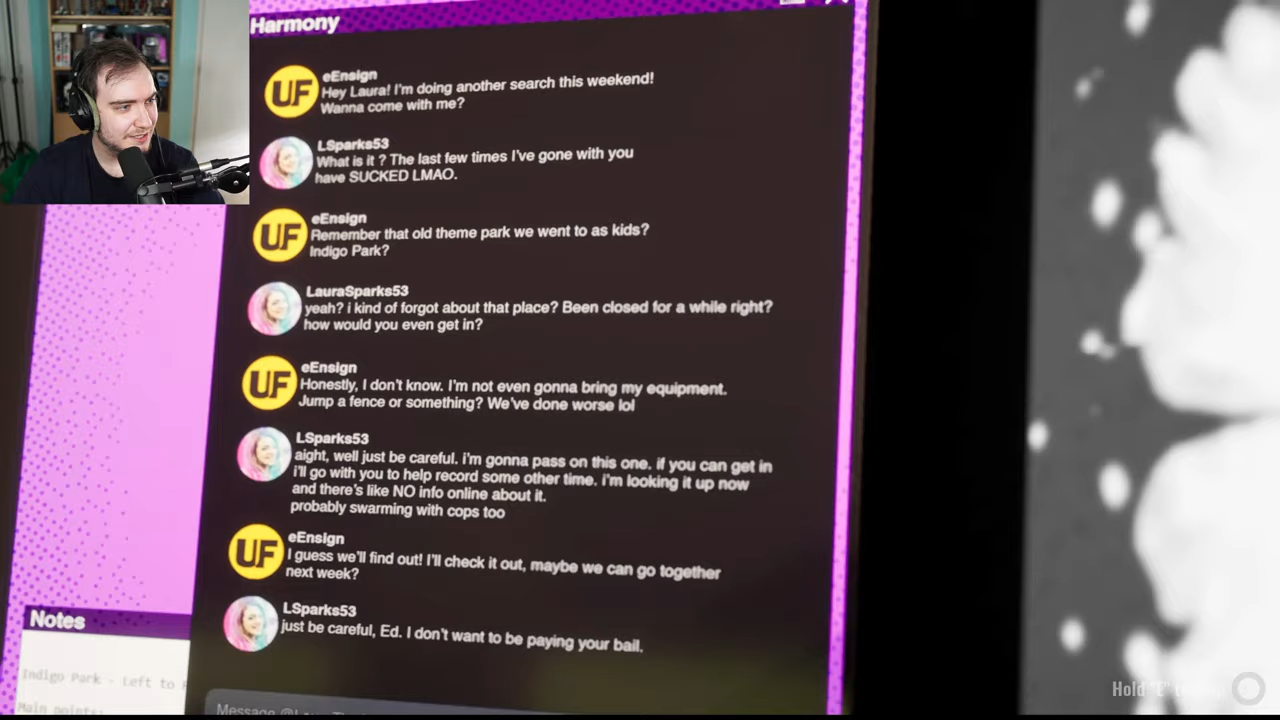 Harmony
UF
eEnsign
Hey Laura! I'm doing another search this weekend!
Wanna come with me?
LSparks53
What is it ? The last few times I've gone with you
have SUCKED LMAO.
UF
eEnsign
Remember that old theme park we went to as kids?
Indigo Park?
LauraSparks53
yeah? i kind of forgot about that place? Been closed for a while right?
how would you even get in?
UF
eEnsign
Honestly, I don't know. I'm not even gonna bring my equipment.
Jump a fence or something? We've done worse lol
LSparks53
aight, well just be careful. i'm gonna pass on this one. if you can get in
i'll go with you to help record some other time. i'm looking it up now
and there's like NO info online about it.
probably swarming with cops too
UF
eEnsign
I guess we'll find out! I'll check it out, maybe we can go together
next week?
LSparks53
just be careful, Ed. I don't want to be paying your bail.
Notes
Indigo Park - Left to
Main points:
Message
Hold "E"